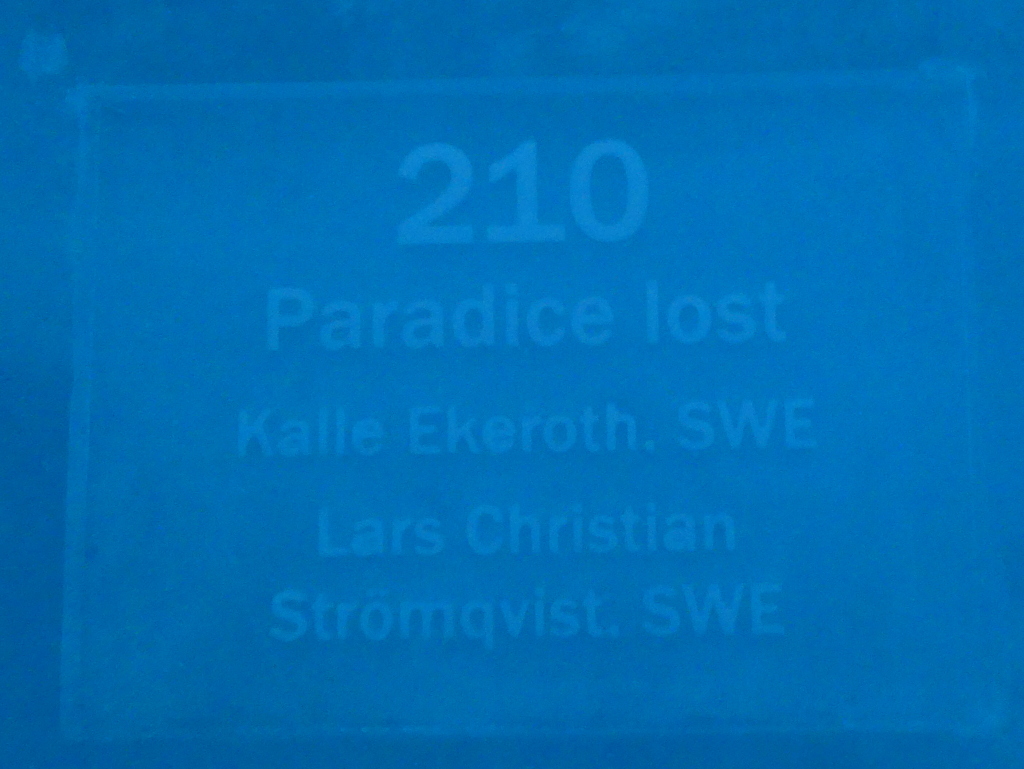 210
Paradice lost
Kalle Ekeroth. SWE
Lars Christian
Strömqvist. SWE